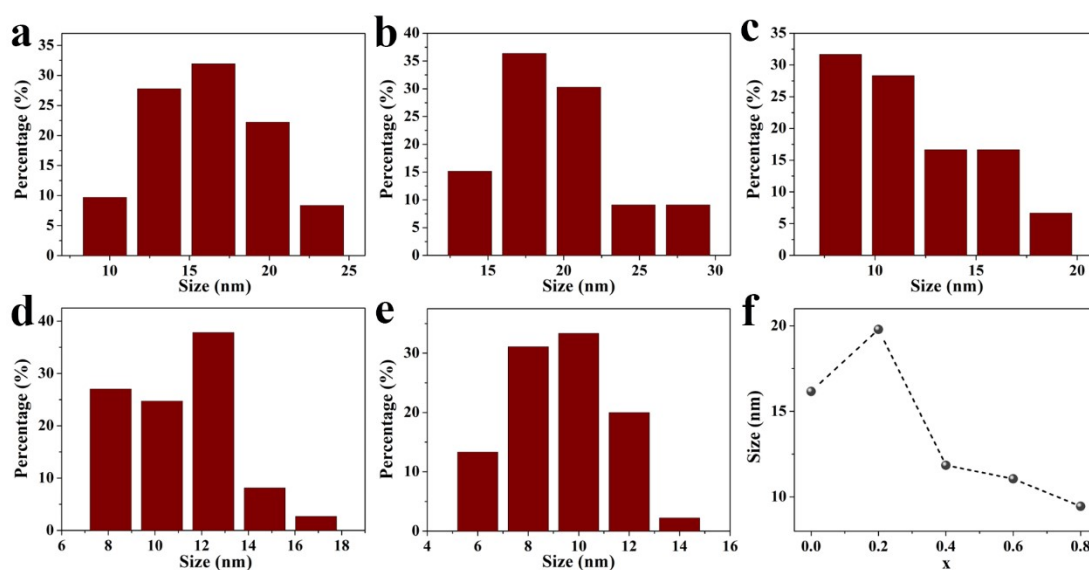 a
35
30
25
20
15
10
5
0
Percentage (%)
10 15 20 25
Size (nm)
b
40
35
30
25
20
15
10
5
0
Percentage (%)
15 20 25 30
Size (nm)
c
35
30
25
20
15
10
5
0
Percentage (%)
10 15 20
Size (nm)
d
40
30
20
10
0
Percentage (%)
6 8 10 12 14 16 18
Size (nm)
e
30
20
10
0
Percentage (%)
4 6 8 10 12 14 16
Size (nm)
f
20
15
10
Size (nm)
0.0 0.2 0.4 0.6 0.8
x